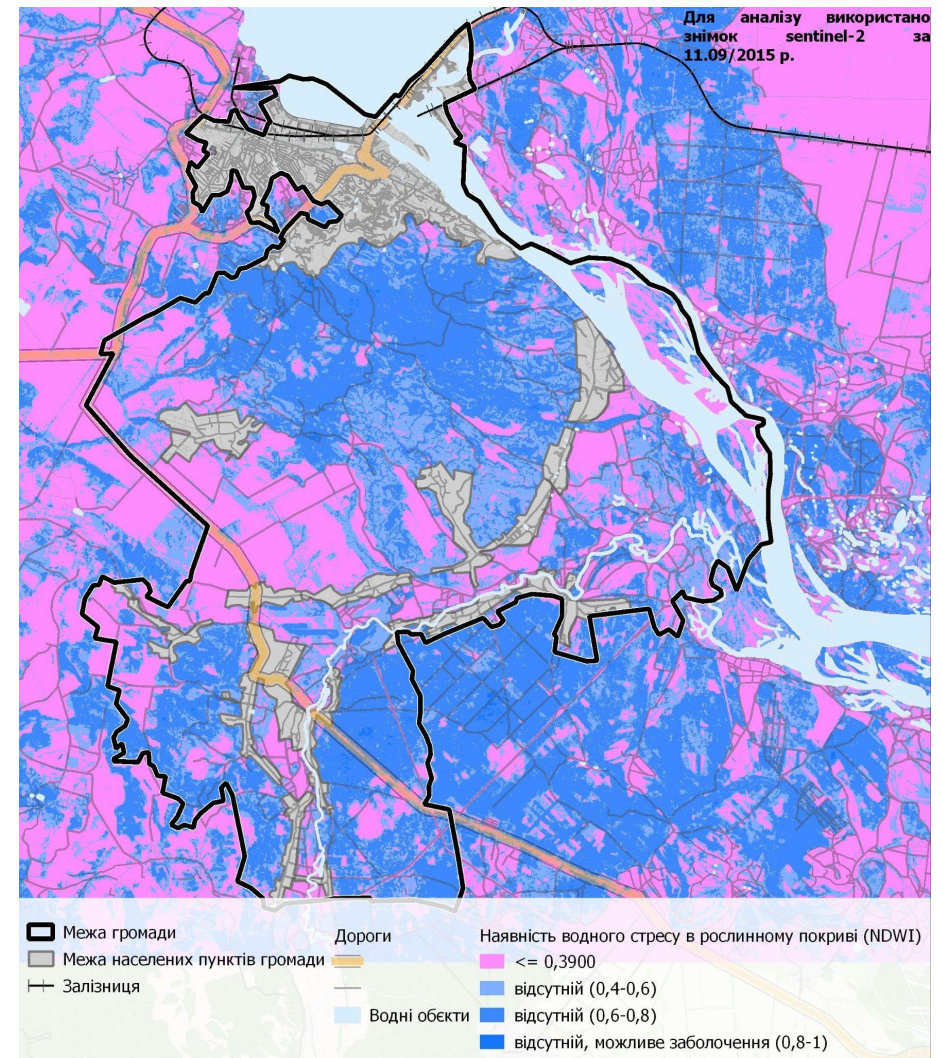 Для аналізу використано
знімок sentinel-2 за
11.09/2015 р.
Межа громади
Межа населених пунктів громади
Залізниця
Дороги
Водні обєкти
Наявність водного стресу в рослинному покриві (NDWI)
<= 0,3900
відсутній (0,4-0,6)
відсутній (0,6-0,8)
відсутній, можливе заболочення (0,8-1)